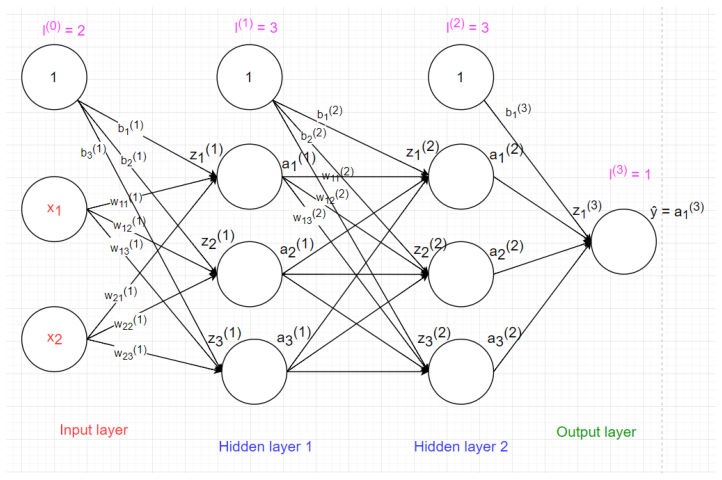 l⁽⁰⁾ = 2
l⁽¹⁾ = 3
l⁽²⁾ = 3
1
1
1
b₁⁽¹⁾
b₂⁽¹⁾
b₃⁽¹⁾
b₁⁽²⁾
b₂⁽²⁾
b₁⁽³⁾
z₁⁽¹⁾
a₁⁽¹⁾
z₁⁽²⁾
a₁⁽²⁾
l⁽³⁾ = 1
x₁
w₁₁⁽¹⁾
w₁₂⁽¹⁾
w₁₃⁽¹⁾
w₁₁⁽²⁾
w₁₂⁽²⁾
w₁₃⁽²⁾
z₁⁽³⁾
ŷ = a₁⁽³⁾
z₂⁽¹⁾
a₂⁽¹⁾
z₂⁽²⁾
a₂⁽²⁾
x₂
w₂₁⁽¹⁾
w₂₂⁽¹⁾
w₂₃⁽¹⁾
z₃⁽¹⁾
a₃⁽¹⁾
z₃⁽²⁾
a₃⁽²⁾
Input layer
Hidden layer 1
Hidden layer 2
Output layer